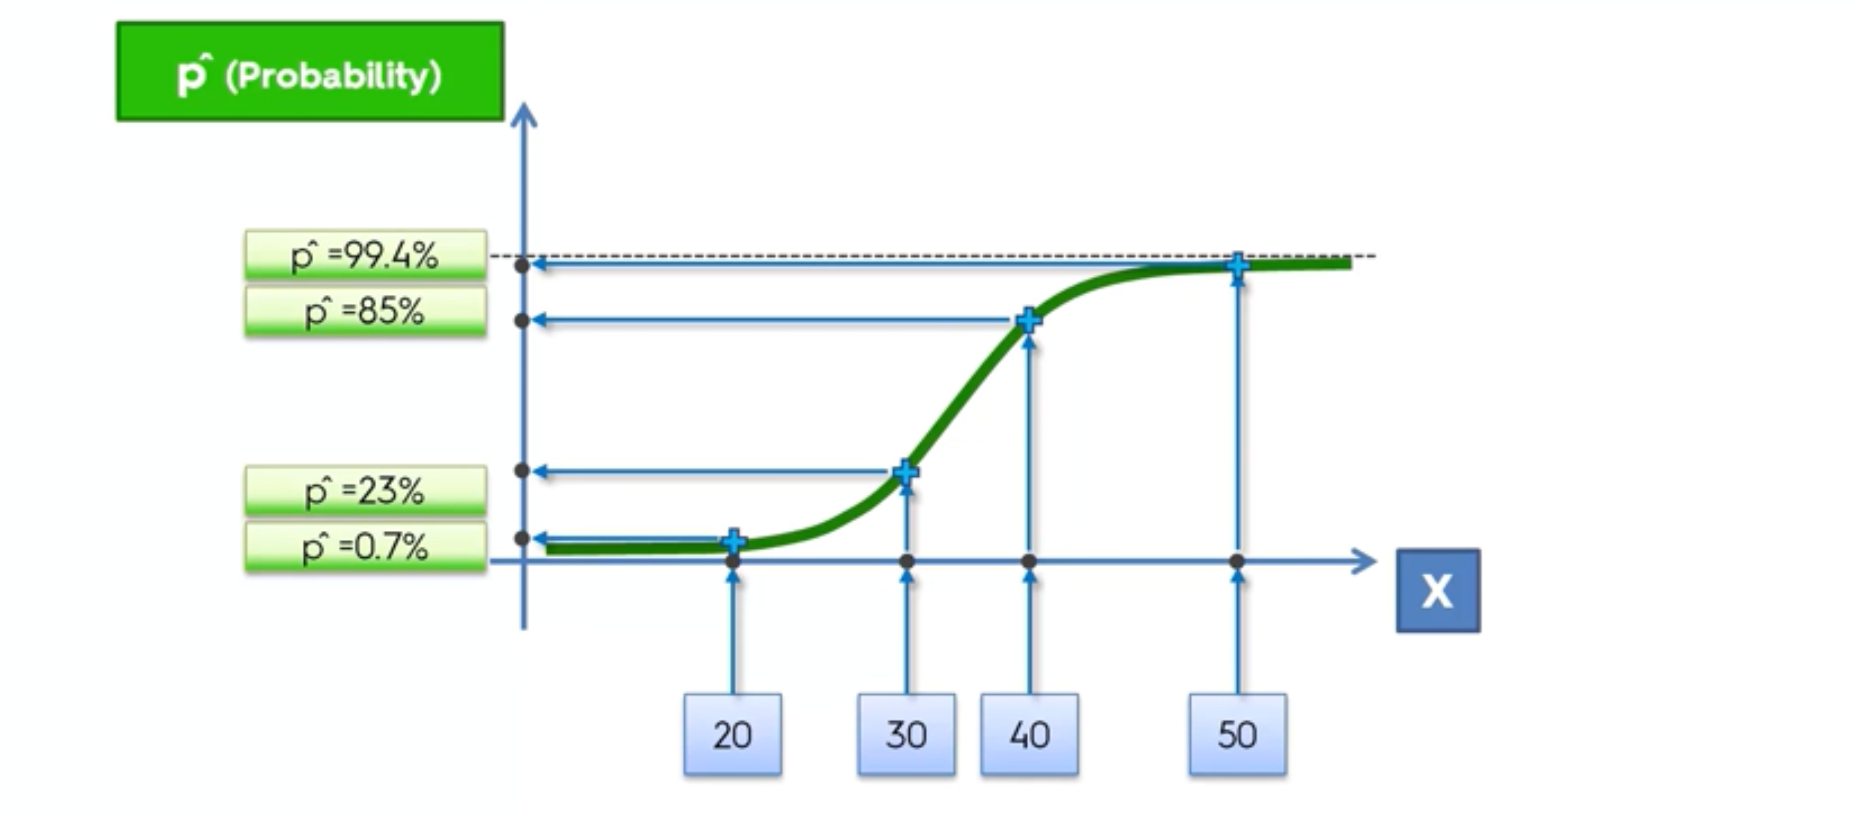 p̂ (Probability)
p̂ =99.4%
p̂ =85%
p̂ =23%
p̂ =0.7%
X
20
30
40
50